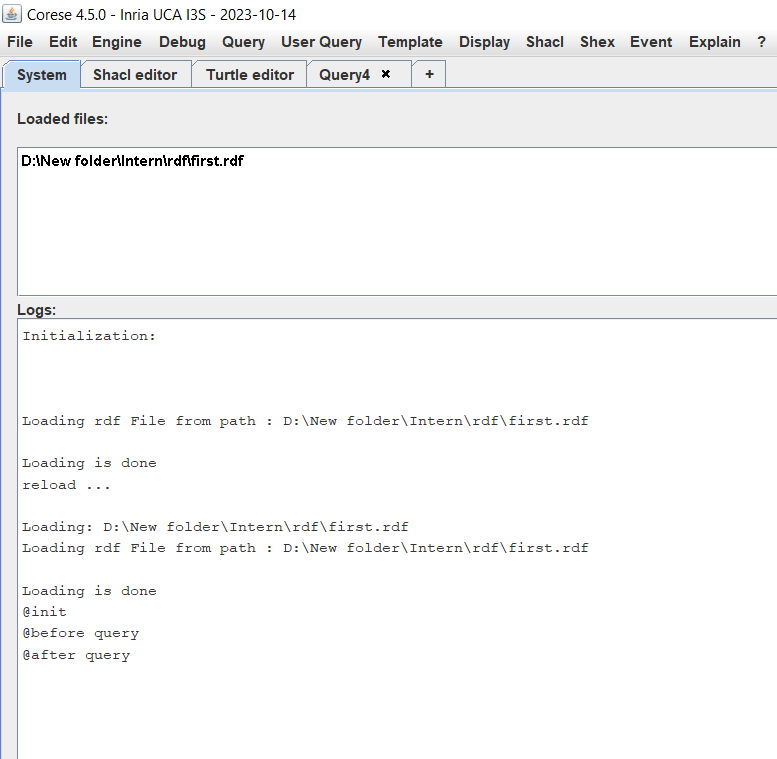 Corese 4.5.0 - Inria UCA I3S - 2023-10-14
File Edit Engine Debug Query User Query Template Display Shacl Shex Event Explain ?
System Shacl editor Turtle editor Query4 × +
Loaded files:
D:\New folder\Intern\rdf\first.rdf
Logs:
Initialization:
Loading rdf File from path : D:\New folder\Intern\rdf\first.rdf
Loading is done
reload ...
Loading: D:\New folder\Intern\rdf\first.rdf
Loading rdf File from path : D:\New folder\Intern\rdf\first.rdf
Loading is done
@init
@before query
@after query